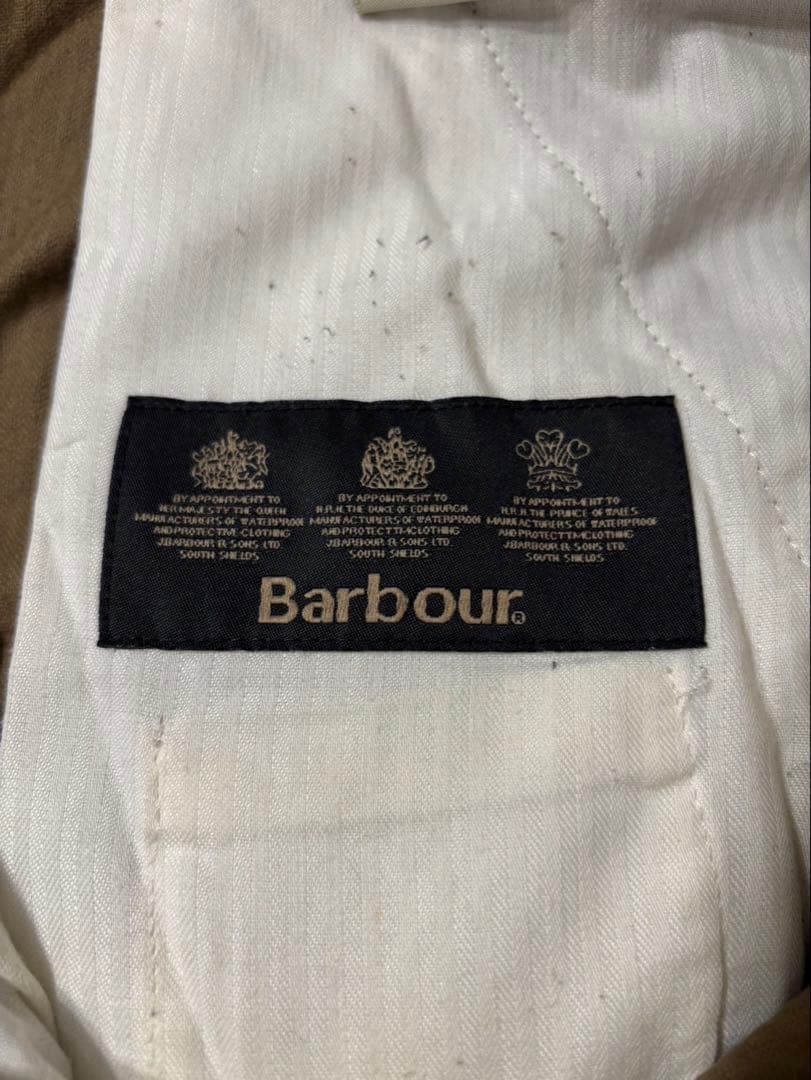 BY APPOINTMENT TO
HER MAJESTY THE QUEEN
MANUFACTURERS OF WATERPROOF
AND PROTECTIVE CLOTHING
J.BARBOUR & SONS LTD
SOUTH SHIELDS
BY APPOINTMENT TO
H.R.H. THE DUKE OF EDINBURGH
MANUFACTURERS OF WATERPROOF
AND PROTECTIVE CLOTHING
J.BARBOUR & SONS LTD.
SOUTH SHIELDS
BY APPOINTMENT TO
H.R.H. THE PRINCE OF WALES
MANUFACTURERS OF WATERPROOF
AND PROTECTIVE CLOTHING
J.BARBOUR & SONS LTD.
SOUTH SHIELDS
Barbour®